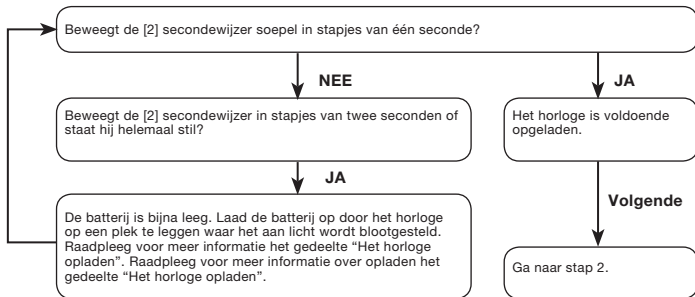 Beweegt de [2] secondewijzer soepel in stapjes van één seconde?
NEE
JA
Beweegt de [2] secondewijzer in stapjes van twee seconden of
staat hij helemaal stil?
Het horloge is voldoende
opgeladen.
JA
Volgende
De batterij is bijna leeg. Laad de batterij op door het horloge
op een plek te leggen waar het aan licht wordt blootgesteld.
Raadpleeg voor meer informatie het gedeelte “Het horloge
opladen”. Raadpleeg voor meer informatie over opladen het
gedeelte “Het horloge opladen”.
Ga naar stap 2.